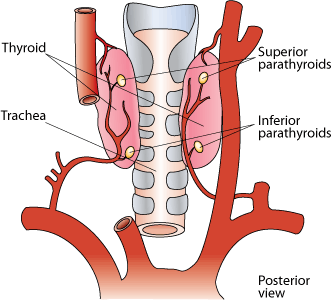 Thyroid
Superior
parathyroids
Trachea
Inferior
parathyroids
Posterior
view